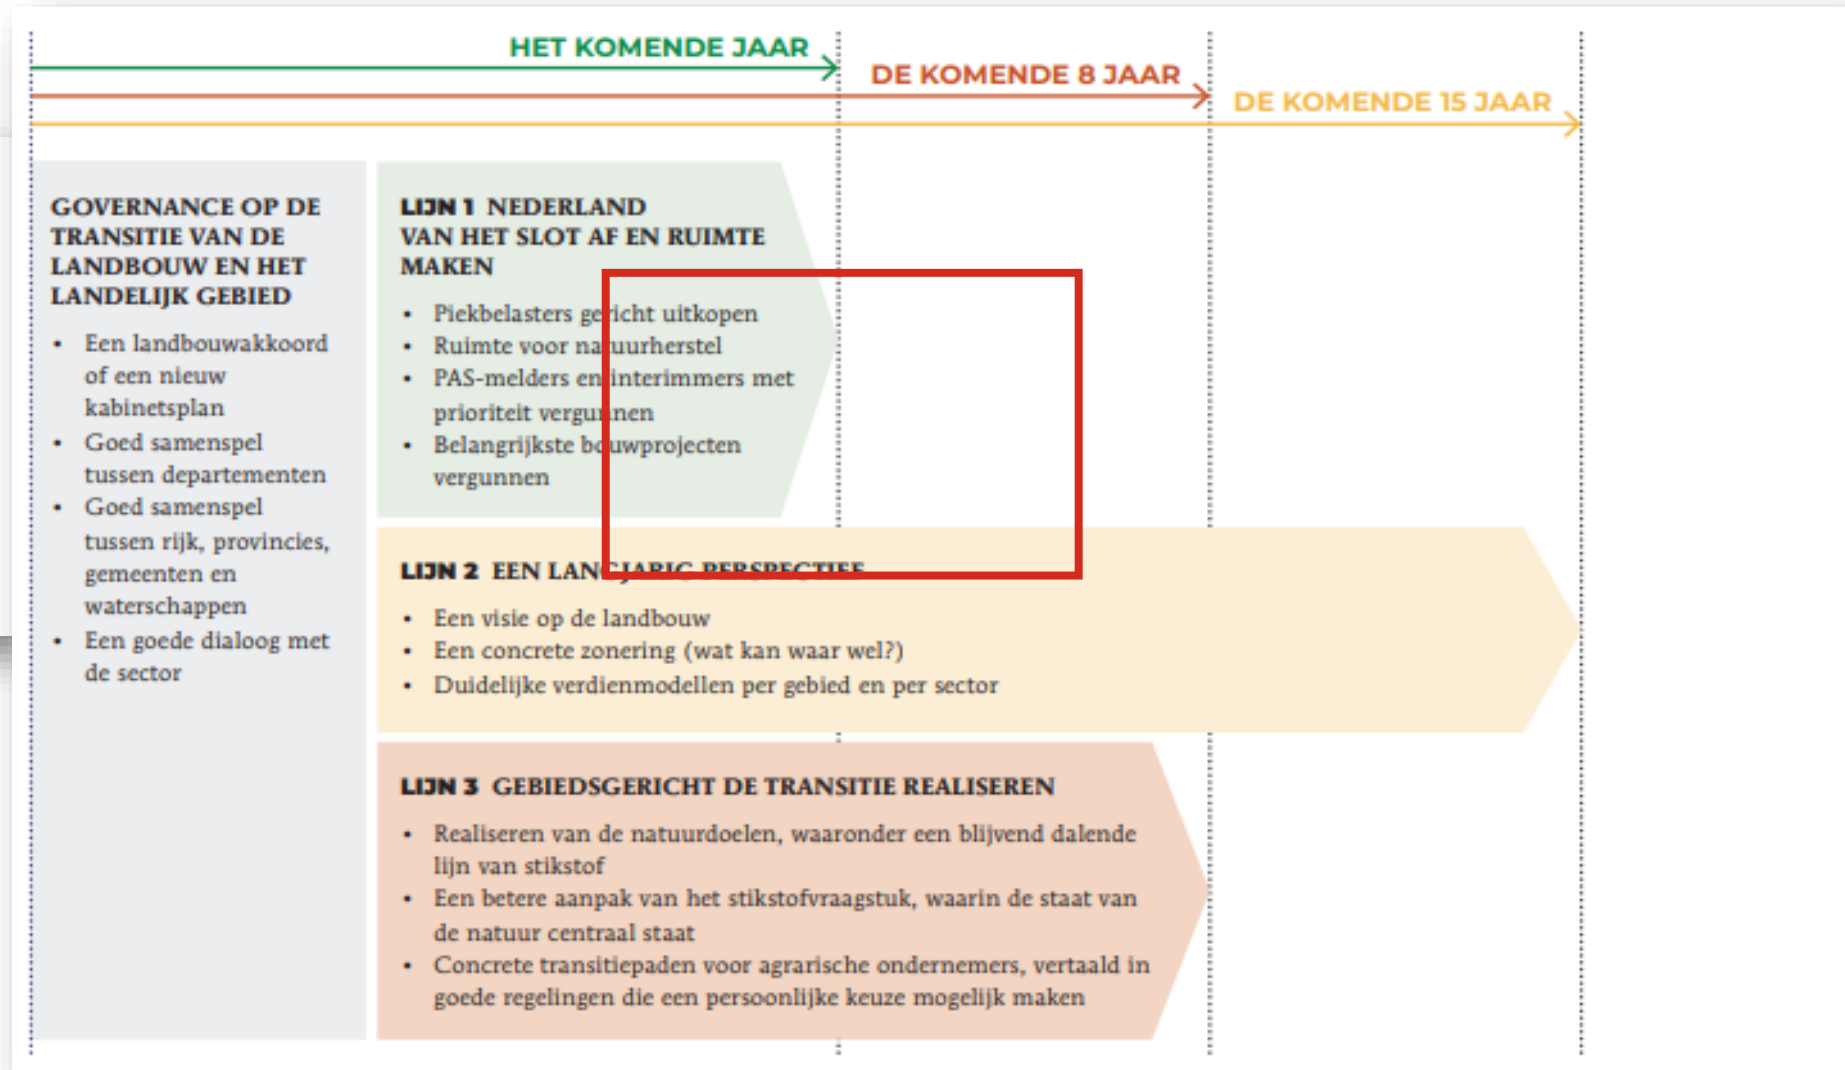 HET KOMENDE JAAR
DE KOMENDE 8 JAAR
DE KOMENDE 15 JAAR
GOVERNANCE OP DE
TRANSITIE VAN DE
LANDBOUW EN HET
LANDELIJK GEBIED
• Een landbouwakkoord
of een nieuw
kabinetsplan
• Goed samenspel
tussen departementen
• Goed samenspel
tussen rijk, provincies,
gemeenten en
waterschappen
• Een goede dialoog met
de sector
LIJN 1 NEDERLAND
VAN HET SLOT AF EN RUIMTE
MAKEN
• Piekbelasters gericht uitkopen
• Ruimte voor natuurherstel
• PAS-melders en interimmers met
prioriteit vergunnen
• Belangrijkste bouwprojecten
vergunnen
LIJN 2 EEN LANGJARIG PERSPECTIEF
• Een visie op de landbouw
• Een concrete zonering (wat kan waar wel?)
• Duidelijke verdienmodellen per gebied en per sector
LIJN 3 GEBIEDSGERICHT DE TRANSITIE REALISEREN
• Realiseren van de natuurdoelen, waaronder een blijvend dalende
lijn van stikstof
• Een betere aanpak van het stikstofvraagstuk, waarin de staat van
de natuur centraal staat
• Concrete transitiepaden voor agrarische ondernemers, vertaald in
goede regelingen die een persoonlijke keuze mogelijk maken